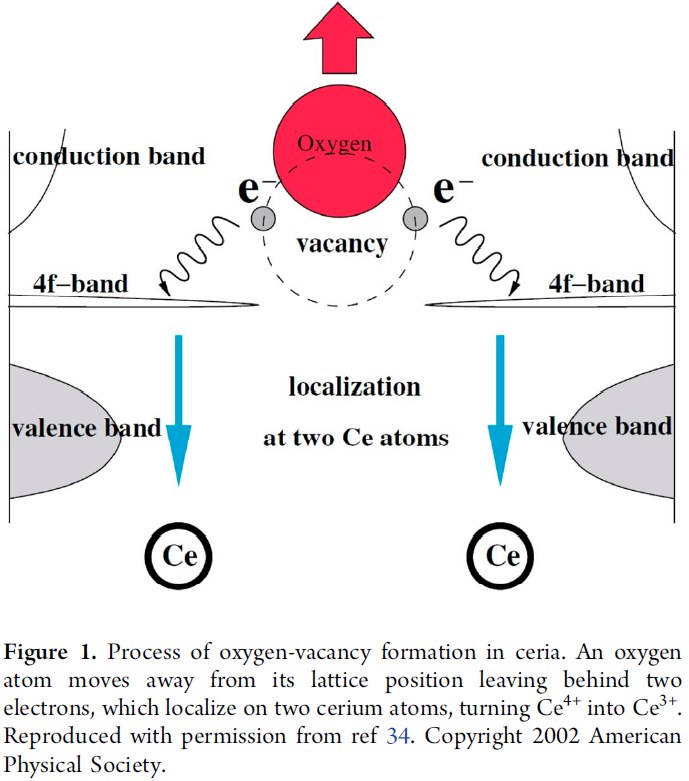 Oxygen
conduction band
conduction band
e⁻
e⁻
vacancy
4f−band
4f−band
localization
at two Ce atoms
valence band
valence band
Ce
Ce
Figure 1. Process of oxygen-vacancy formation in ceria. An oxygen
atom moves away from its lattice position leaving behind two
electrons, which localize on two cerium atoms, turning Ce⁴⁺ into Ce³⁺.
Reproduced with permission from ref 34. Copyright 2002 American
Physical Society.